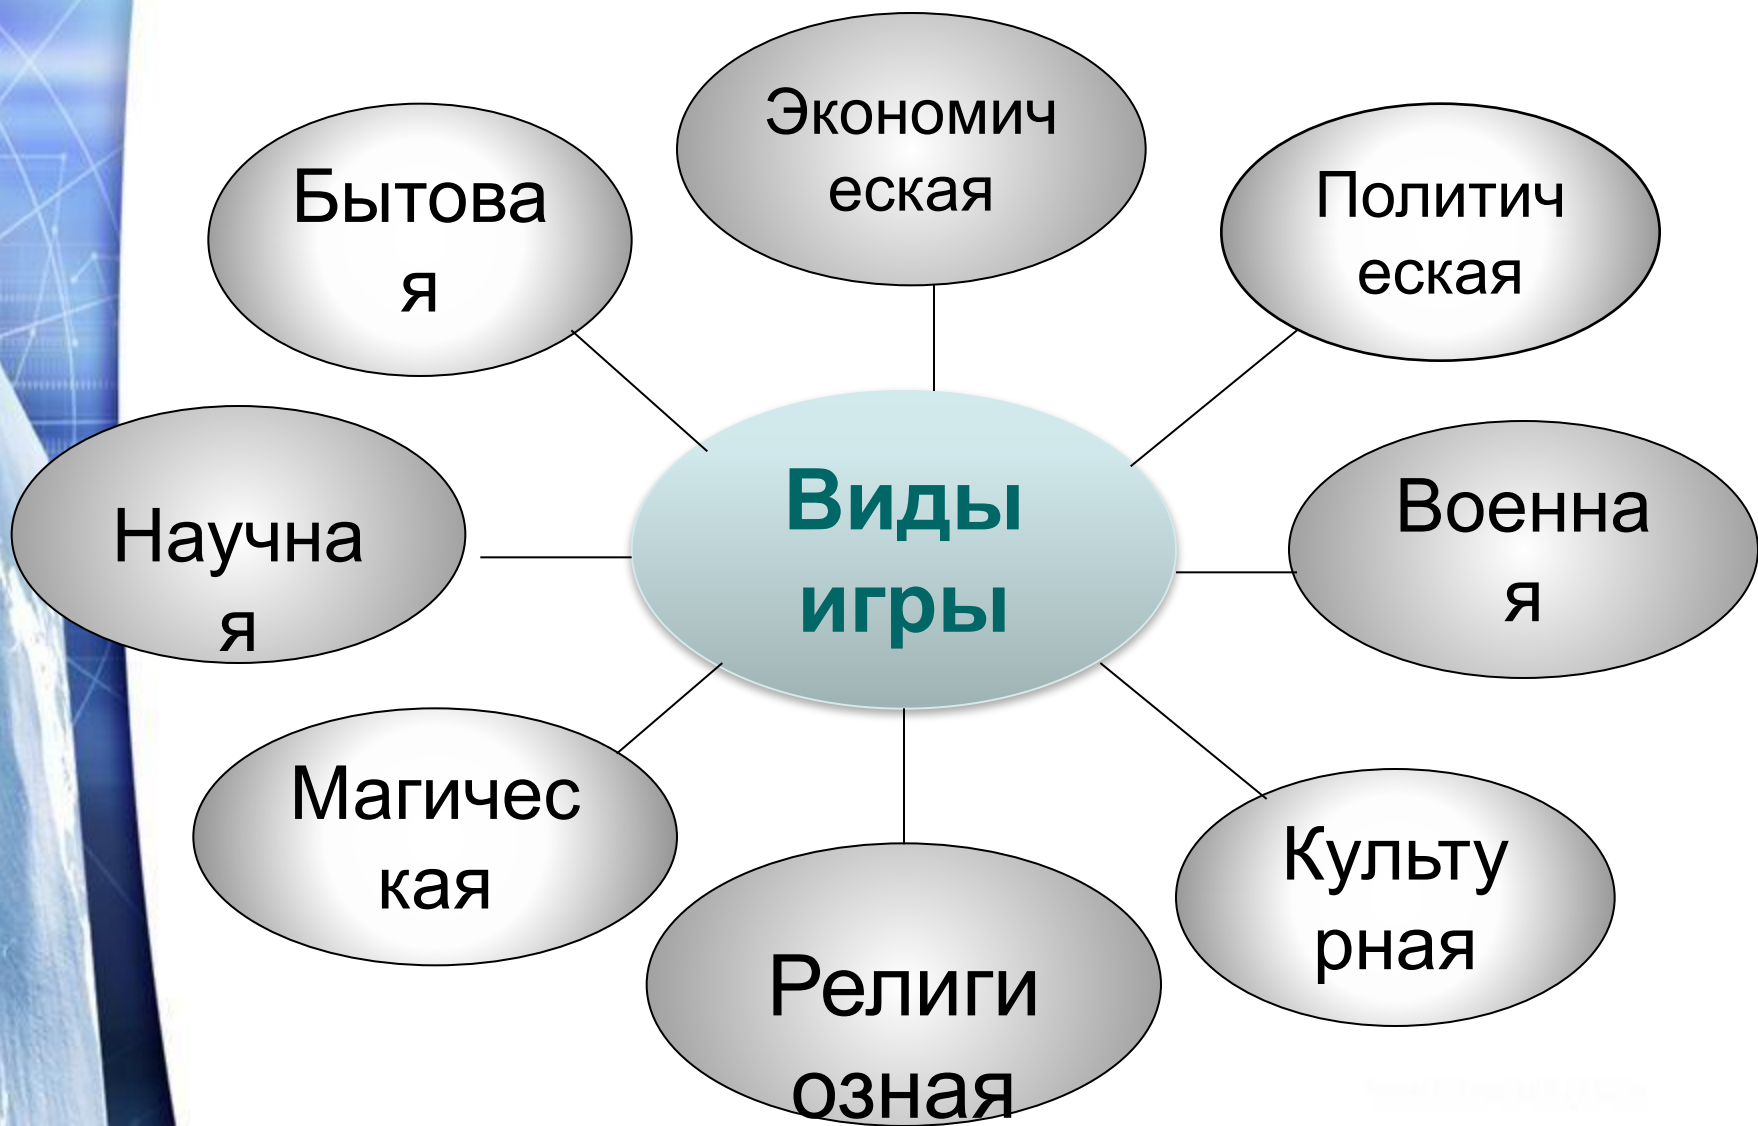 Экономич
еская
Бытова
я
Политич
еская
Научна
я
Виды
игры
Военна
я
Магичес
кая
Культу
рная
Религи
озная